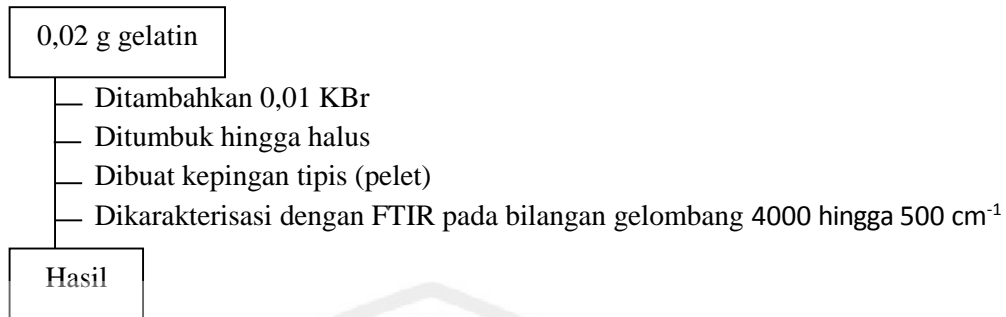 0,02 g gelatin
Ditambahkan 0,01 KBr
Ditumbuk hingga halus
Dibuat kepingan tipis (pelet)
Dikarakterisasi dengan FTIR pada bilangan gelombang 4000 hingga 500 cm⁻¹
Hasil